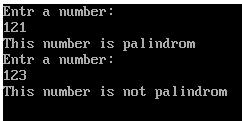 Entr a number:
121
This number is palindrom
Entr a number:
123
This number is not palindrom